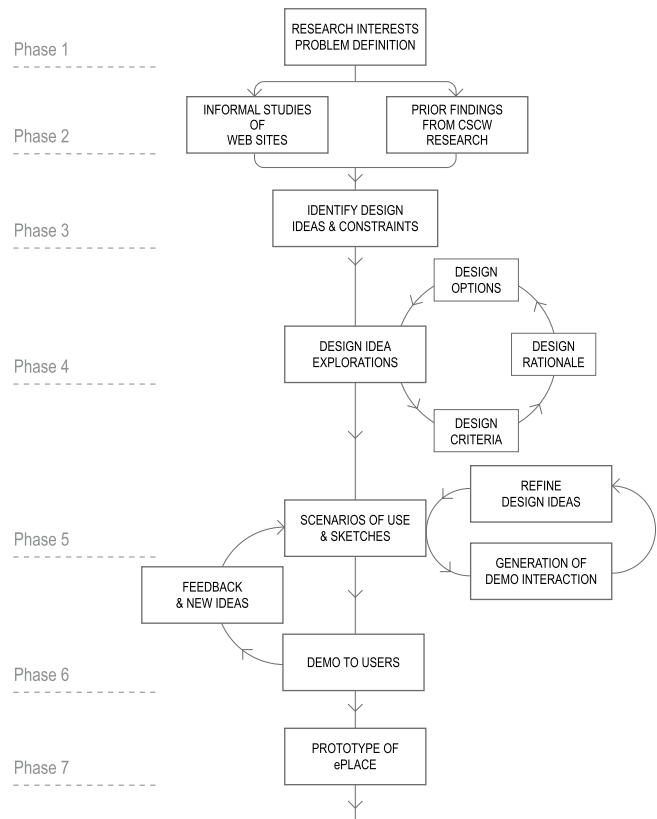 Phase 1
RESEARCH INTERESTS
PROBLEM DEFINITION
Phase 2
INFORMAL STUDIES
OF
WEB SITES
PRIOR FINDINGS
FROM CSCW
RESEARCH
Phase 3
IDENTIFY DESIGN
IDEAS & CONSTRAINTS
Phase 4
DESIGN IDEA
EXPLORATIONS
DESIGN
OPTIONS
DESIGN
RATIONALE
DESIGN
CRITERIA
Phase 5
SCENARIOS OF USE
& SKETCHES
REFINE
DESIGN IDEAS
GENERATION OF
DEMO INTERACTION
FEEDBACK
& NEW IDEAS
Phase 6
DEMO TO USERS
Phase 7
PROTOTYPE OF
ePLACE